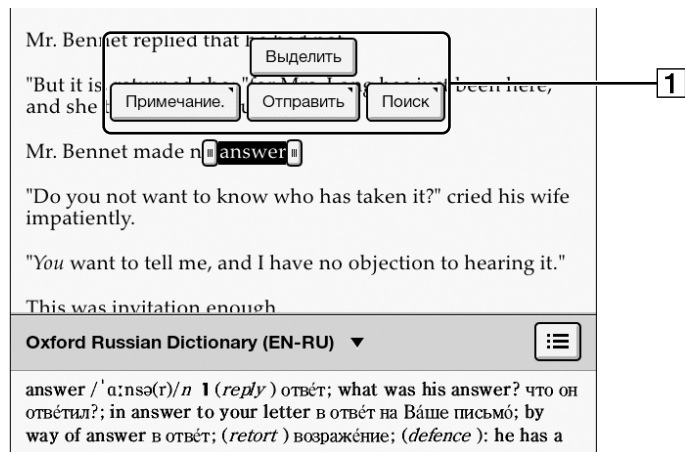 Mr. Bennet replied that
Выделить
"But it is been here,
and she
Примечание. Отправить Поиск
1
Mr. Bennet made n answer
"Do you not want to know who has taken it?" cried his wife
impatiently.
"You want to tell me, and I have no objection to hearing it."
This was invitation enough
Oxford Russian Dictionary (EN-RU) ▼
answer /ˈɑːnsə(r)/n 1 (reply ) отве́т; what was his answer? что он
отве́тил?; in answer to your letter в отве́т на Ва́ше письмо́; by
way of answer в отве́т; (retort ) возраже́ние; (defence ): he has a